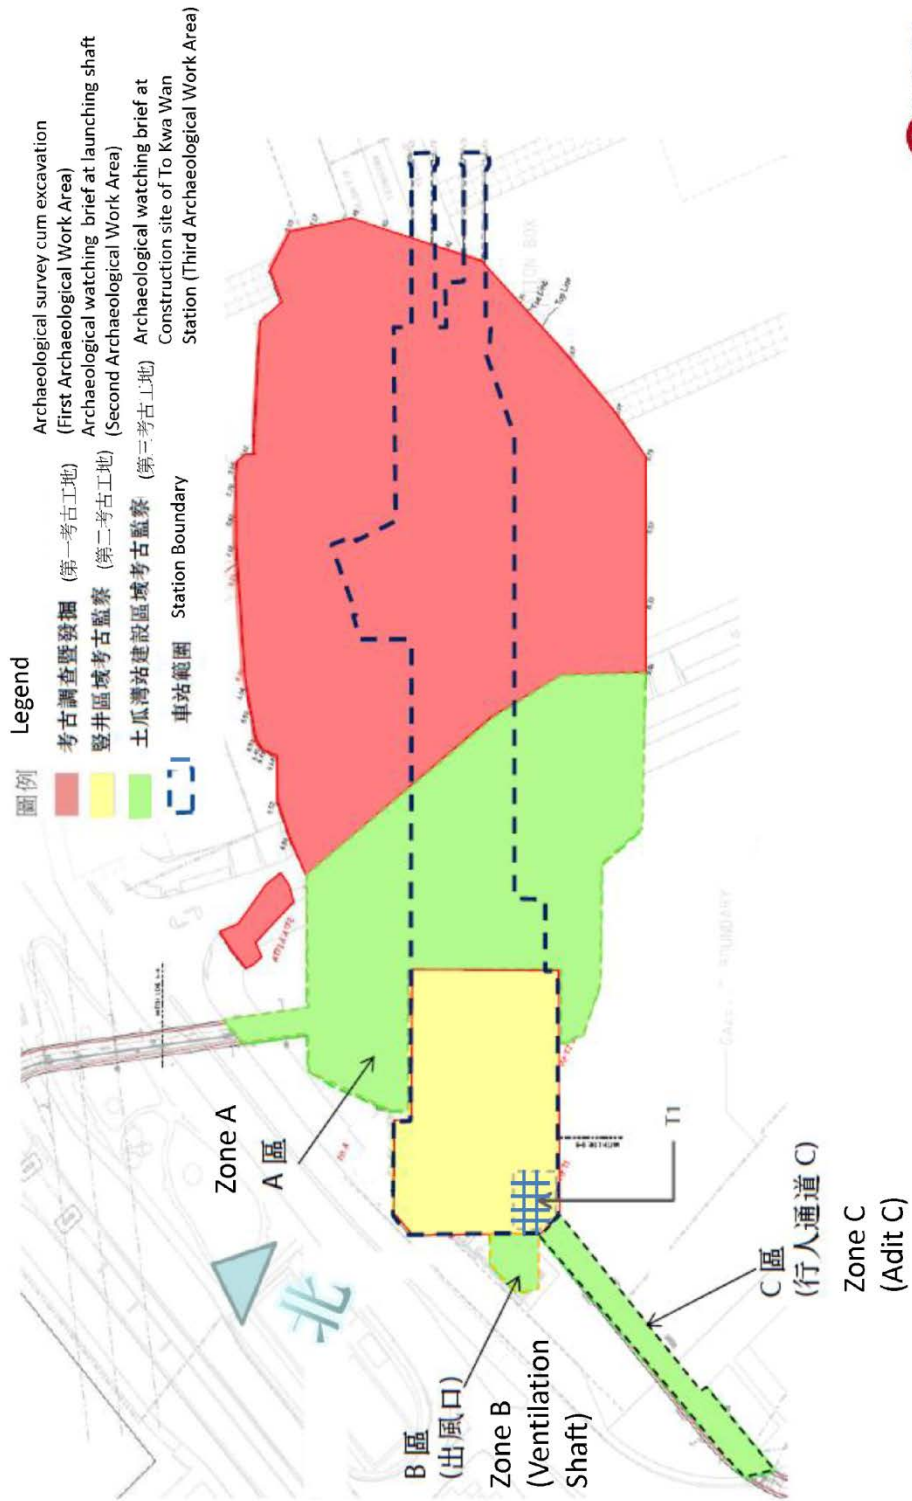 圖例
Legend
考古調查暨發掘 (第一考古工地)
Archaeological survey cum excavation
(First Archaeological Work Area)
豎井區域考古監察 (第二考古工地)
Archaeological watching brief at launching shaft
(Second Archaeological Work Area)
土瓜灣站建設區域考古監察 (第三考古工地)
Archaeological watching brief at
Construction site of To Kwa Wan
Station (Third Archaeological Work Area)
車站範圍 Station Boundary
Zone A
A 區
北
B 區
(出風口)
Zone B
(Ventilation
Shaft)
T1
C 區
(行人通道 C)
Zone C
(Adit C)
Top Line